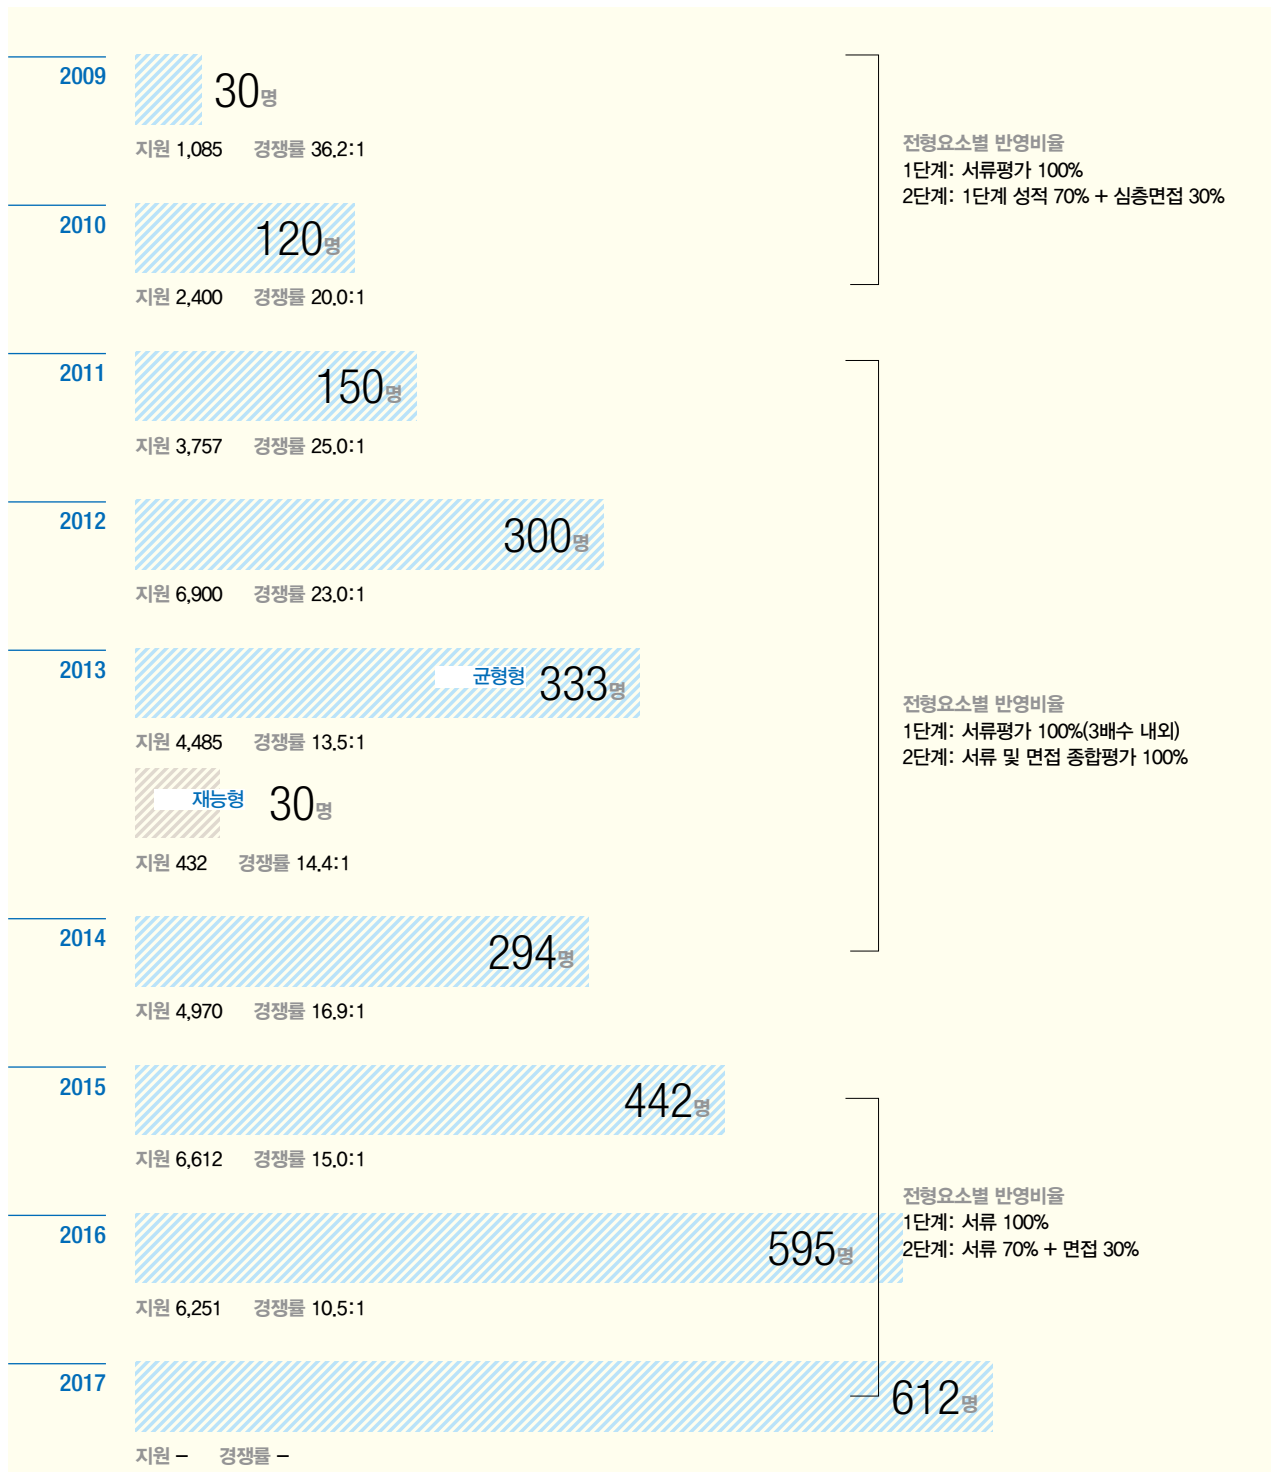 2009
30명
지원 1,085 경쟁률 36.2:1
전형요소별 반영비율
1단계: 서류평가 100%
2단계: 1단계 성적 70% + 심층면접 30%
2010
120명
지원 2,400 경쟁률 20.0:1
2011
150명
지원 3,757 경쟁률 25.0:1
2012
300명
지원 6,900 경쟁률 23.0:1
2013
균형형 333명
지원 4,485 경쟁률 13.5:1
재능형 30명
지원 432 경쟁률 14.4:1
전형요소별 반영비율
1단계: 서류평가 100%(3배수 내외)
2단계: 서류 및 면접 종합평가 100%
2014
294명
지원 4,970 경쟁률 16.9:1
2015
442명
지원 6,612 경쟁률 15.0:1
전형요소별 반영비율
1단계: 서류 100%
2단계: 서류 70% + 면접 30%
2016
595명
지원 6,251 경쟁률 10.5:1
2017
612명
지원 – 경쟁률 –